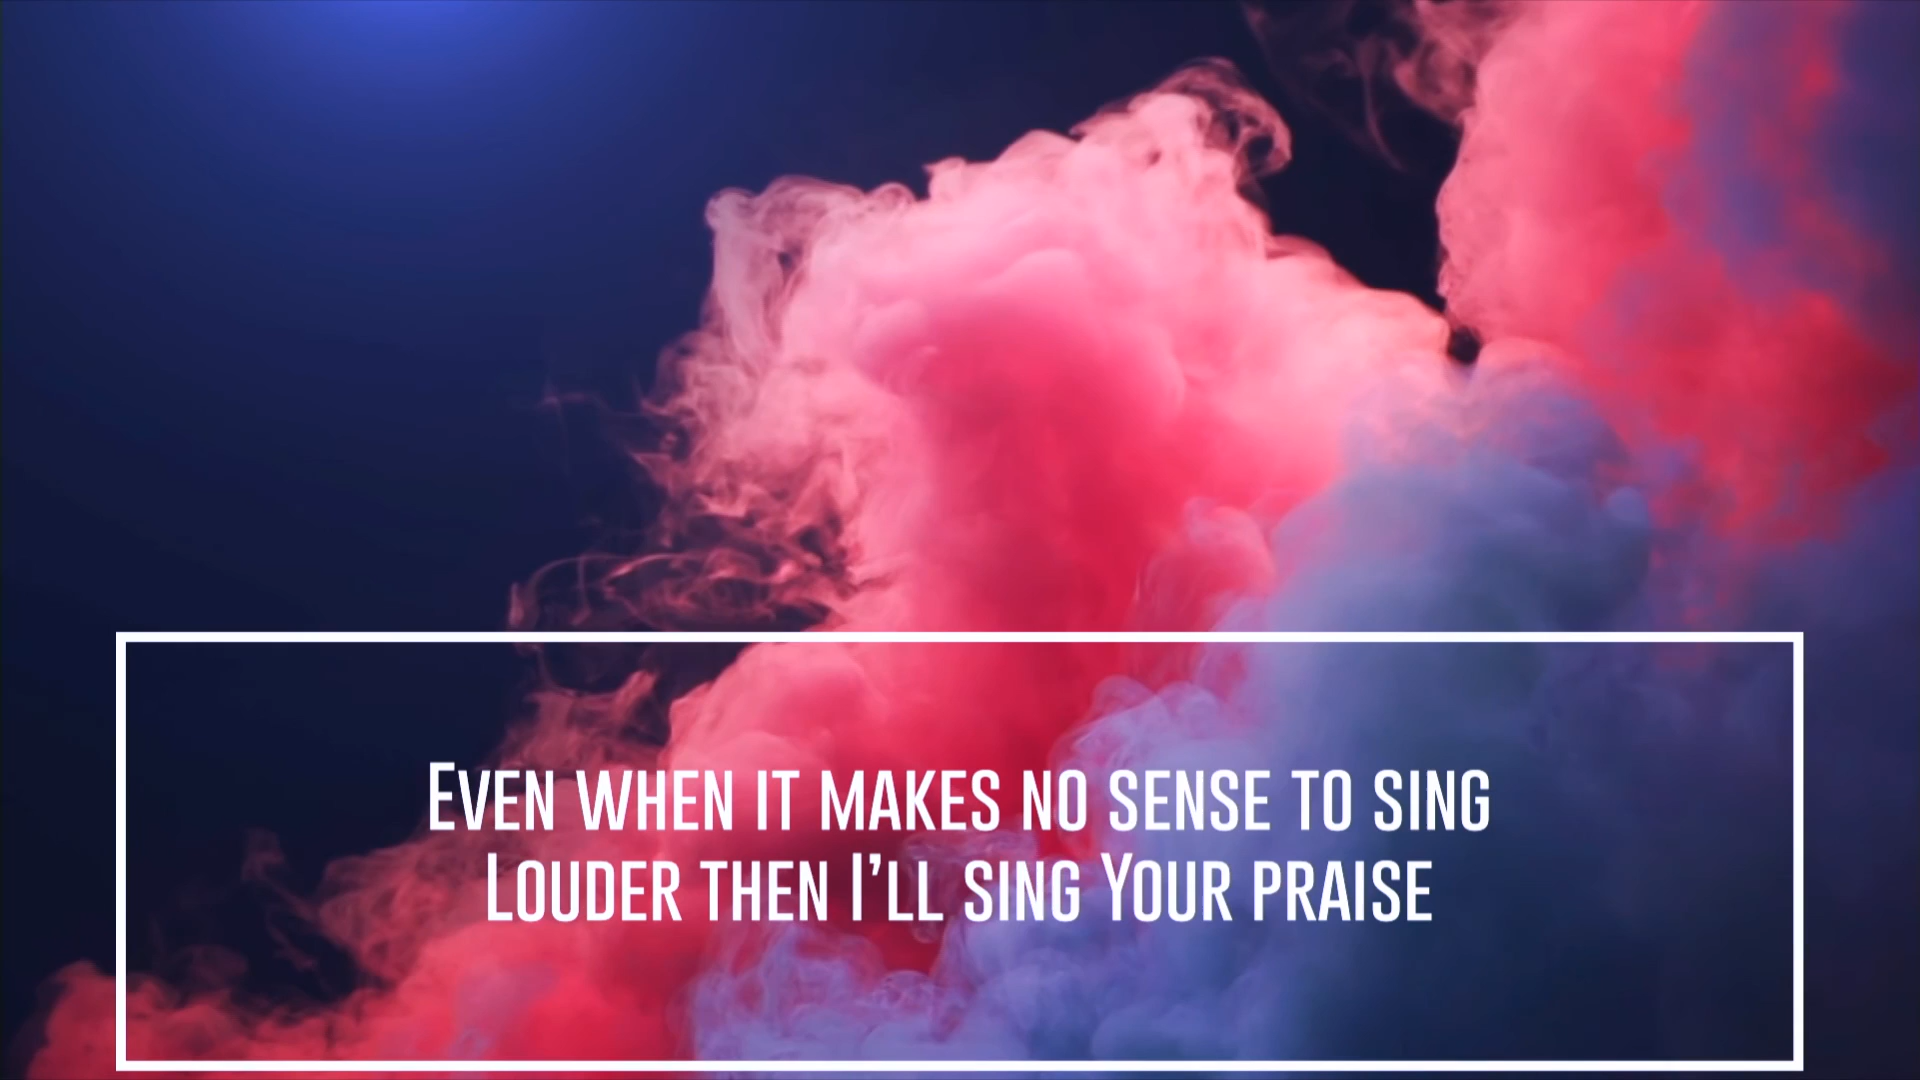 Even when it makes no sense to sing
Louder then I’ll sing Your praise